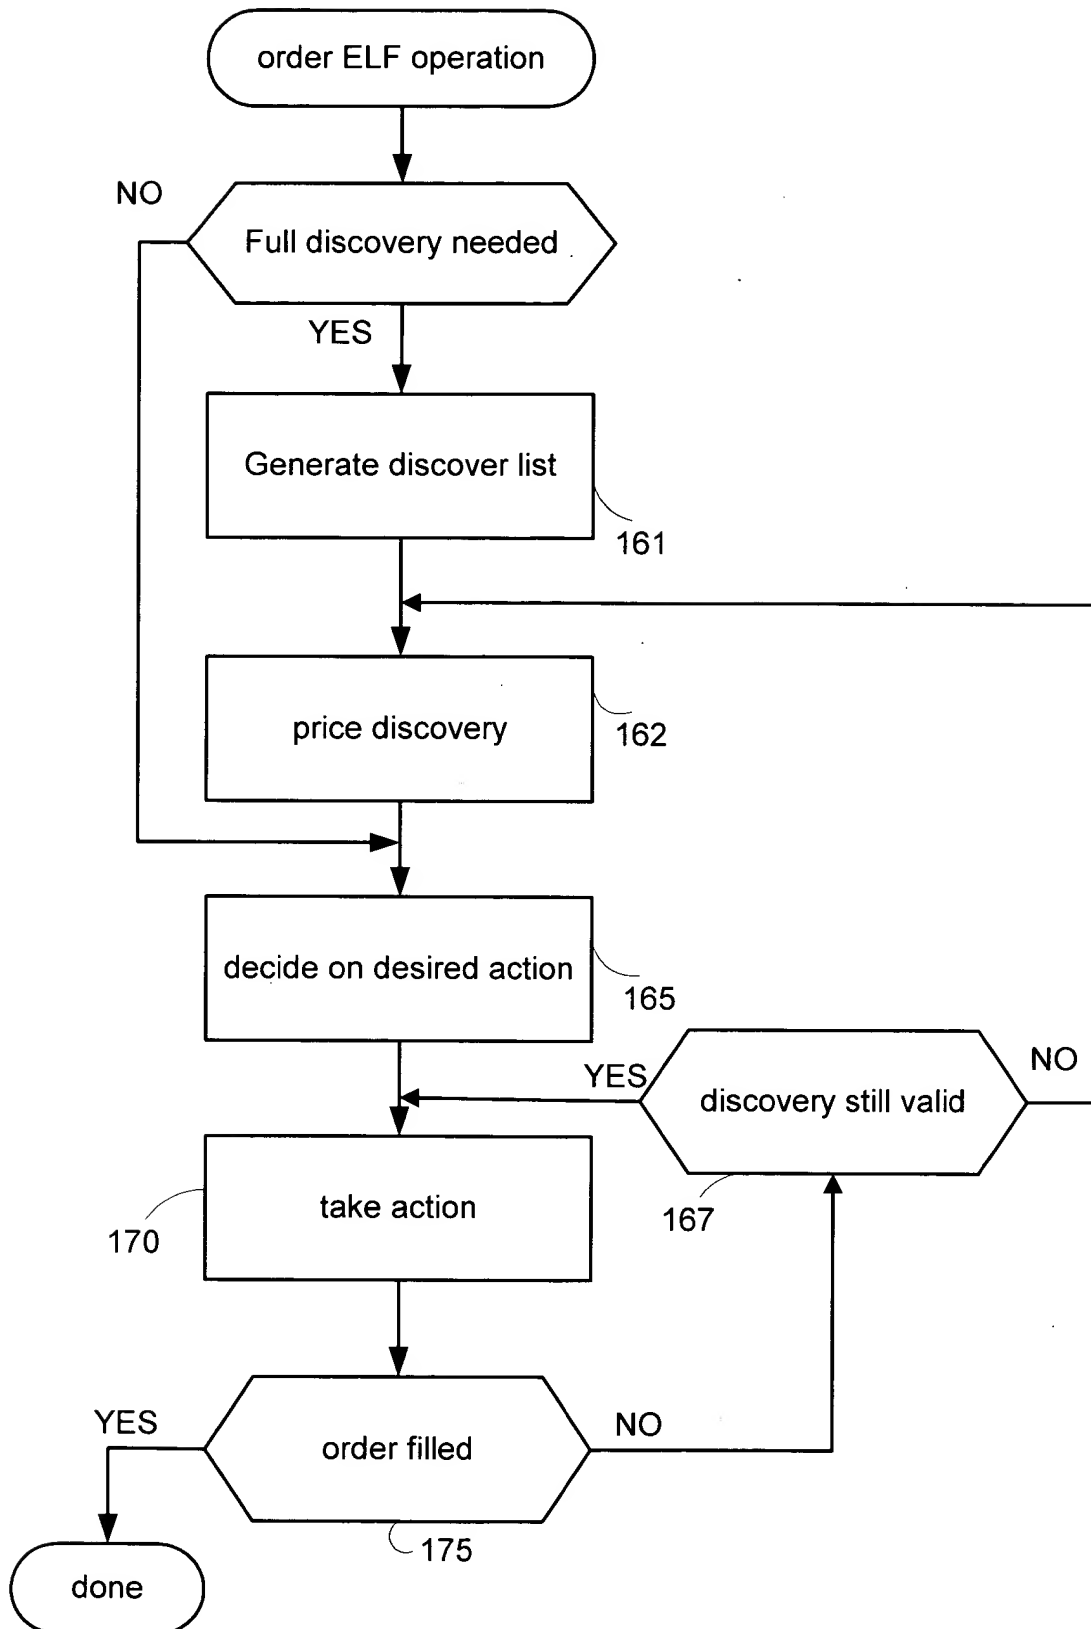 order ELF operation
NO
Full discovery needed
YES
Generate discover list
161
price discovery
162
decide on desired action
165
YES
discovery still valid
NO
167
take action
170
YES
order filled
NO
175
done